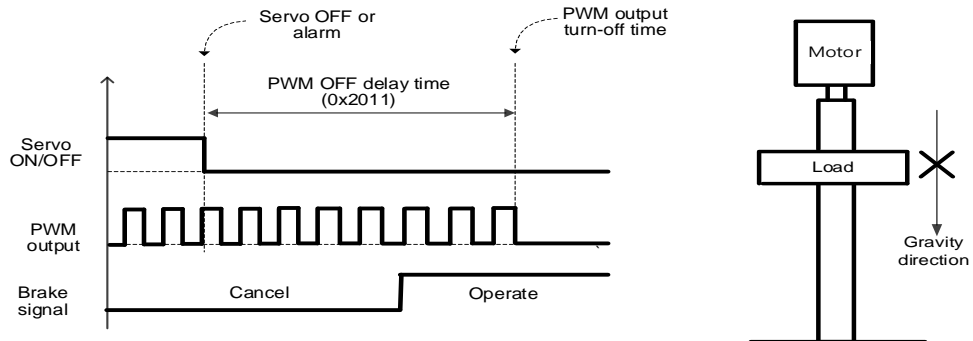 Servo OFF or
alarm
PWM output
turn-off time
PWM OFF delay time
(0x2011)
Servo
ON/OFF
PWM
output
Brake
signal
Cancel
Operate
Motor
Load
Gravity
direction